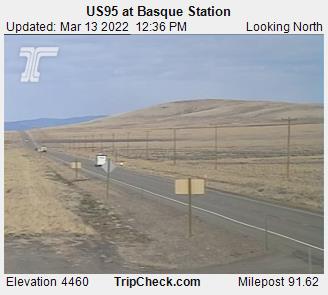 US95 at Basque Station
Updated: Mar 13 2022 12:36 PM Looking North
Elevation 4460 TripCheck.com Milepost 91.62